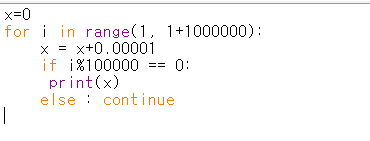 x=0
for i in range(1, 1+1000000):
    x = x+0.00001
    if i%100000 == 0:
     print(x)
    else : continue